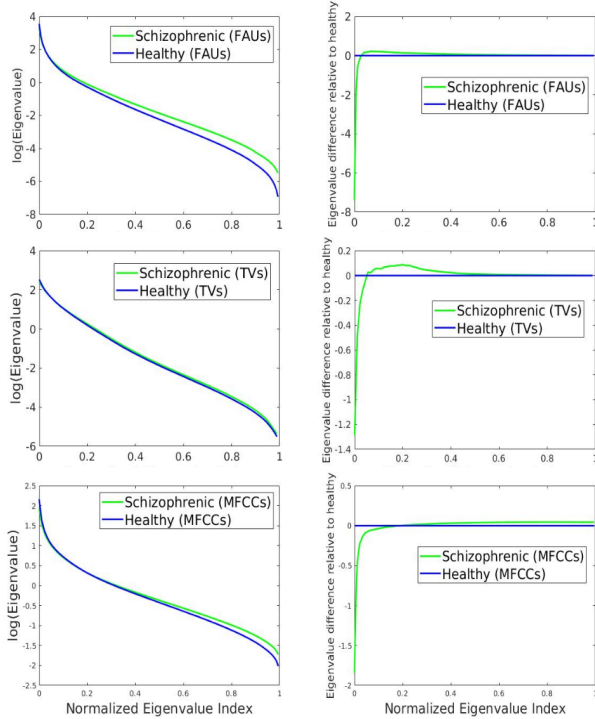 4
2
0
-2
-4
-6
-8
log(Eigenvalue)
Schizophrenic (FAUs)
Healthy (FAUs)
0 0.2 0.4 0.6 0.8 1
2
0
-2
-4
-6
-8
Eigenvalue difference relative to healthy
Schizophrenic (FAUs)
Healthy (FAUs)
0 0.2 0.4 0.6 0.8 1
4
2
0
-2
-4
-6
log(Eigenvalue)
Schizophrenic (TVs)
Healthy (TVs)
0 0.2 0.4 0.6 0.8 1
0.2
0
-0.2
-0.4
-0.6
-0.8
-1
-1.2
-1.4
Eigenvalue difference relative to healthy
Schizophrenic (TVs)
Healthy (TVs)
0 0.2 0.4 0.6 0.8 1
2.5
2
1.5
1
0.5
0
-0.5
-1
-1.5
-2
-2.5
log(Eigenvalue)
Schizophrenic (MFCCs)
Healthy (MFCCs)
0 0.2 0.4 0.6 0.8 1
Normalized Eigenvalue Index
0.5
0
-0.5
-1
-1.5
-2
Eigenvalue difference relative to healthy
Schizophrenic (MFCCs)
Healthy (MFCCs)
0 0.2 0.4 0.6 0.8 1
Normalized Eigenvalue Index